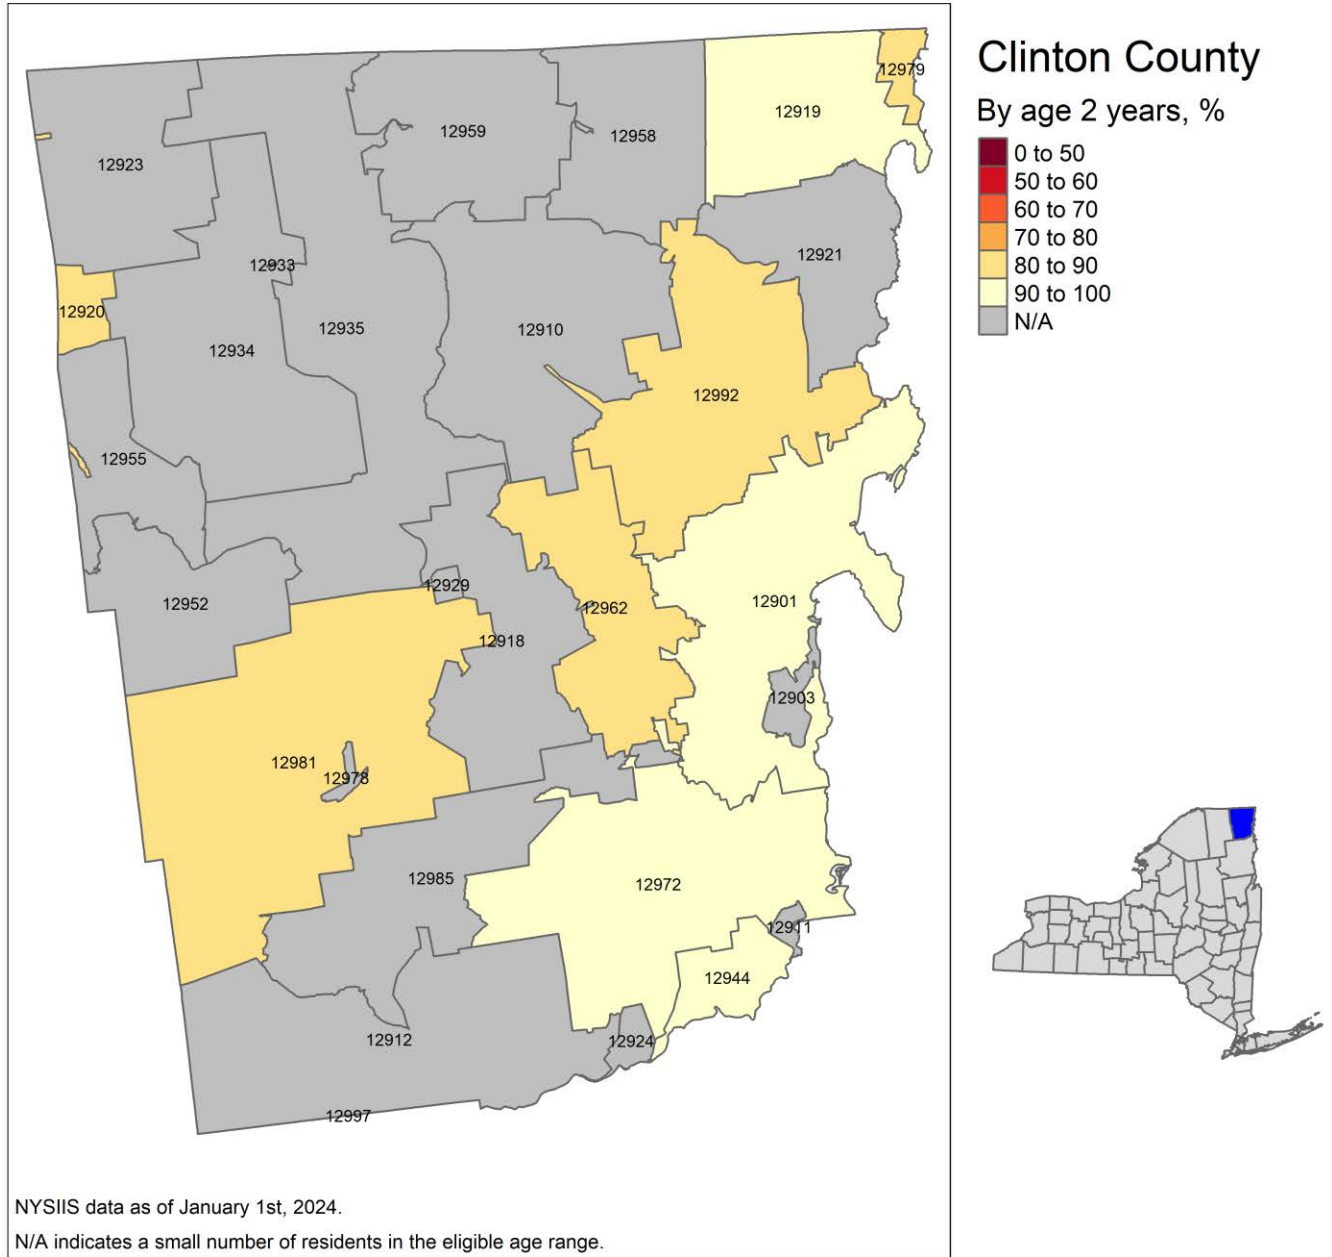 Clinton County
By age 2 years, %
0 to 50
50 to 60
60 to 70
70 to 80
80 to 90
90 to 100
N/A
12979
12919
12959
12958
12923
12921
12933
12920
12935
12910
12934
12992
12955
12929
12901
12952
12962
12918
12903
12981
12978
12985
12972
12911
12944
12912
12924
12997
NYSIIS data as of January 1st, 2024.
N/A indicates a small number of residents in the eligible age range.